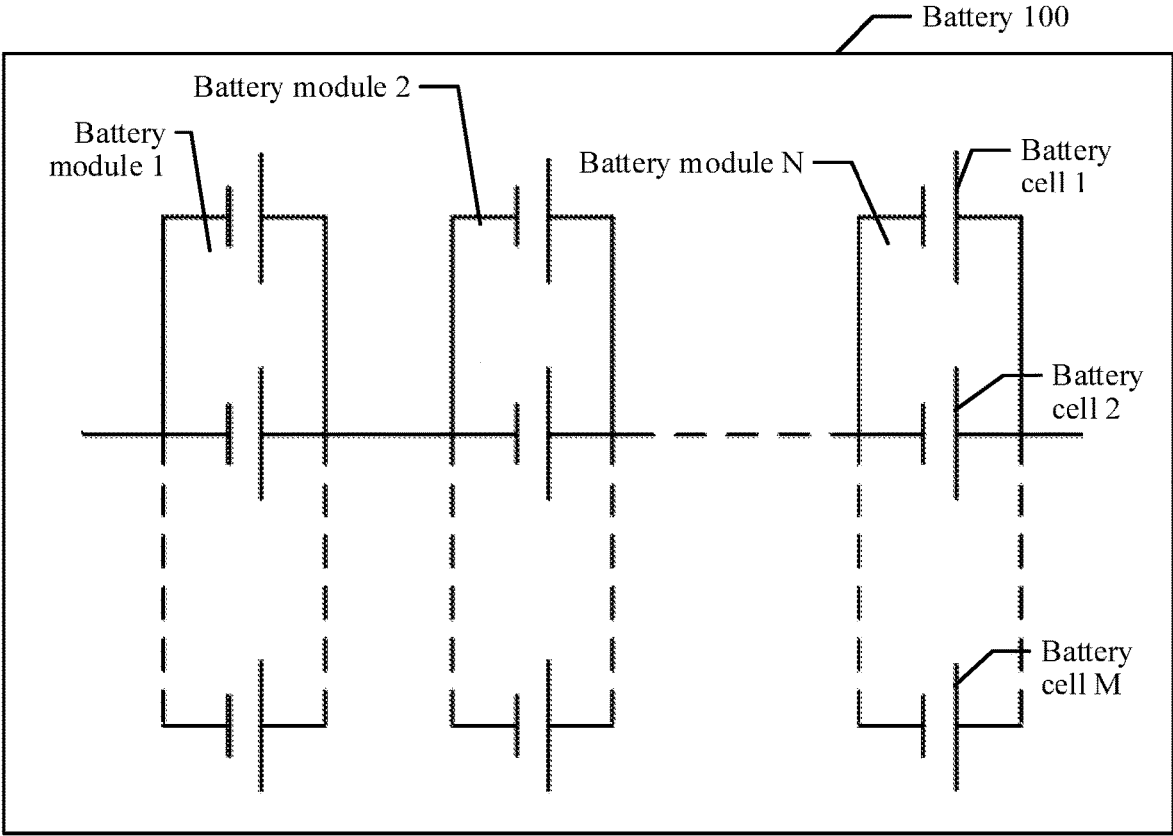 Battery 100
Battery module 2
Battery
module 1
Battery module N
Battery
cell 1
Battery
cell 2
Battery
cell M